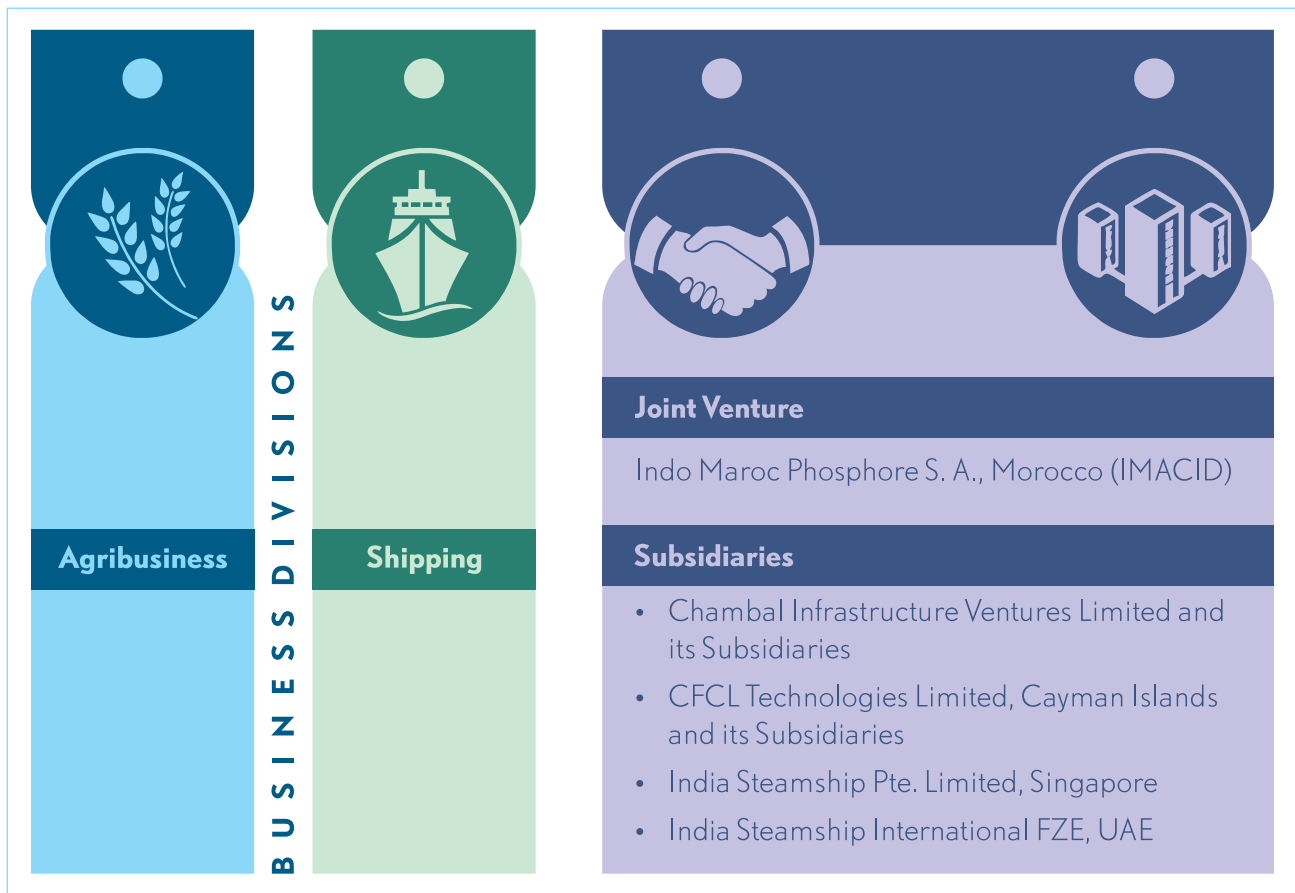 Agribusiness
BUSINESS DIVISIONS
Shipping
Joint Venture
Indo Maroc Phosphore S. A., Morocco (IMACID)
Subsidiaries
• Chambal Infrastructure Ventures Limited and
its Subsidiaries
• CFCL Technologies Limited, Cayman Islands
and its Subsidiaries
• India Steamship Pte. Limited, Singapore
• India Steamship International FZE, UAE